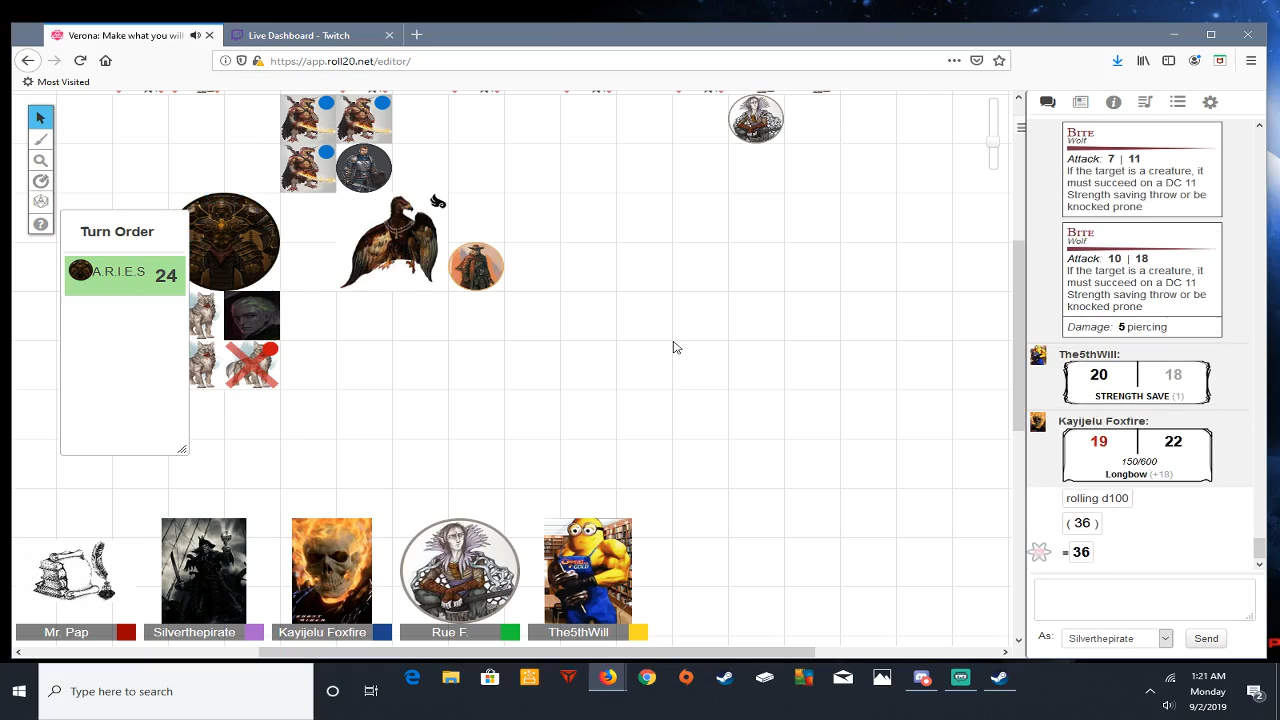 Verona: Make what you will
Live Dashboard - Twitch
https://app.roll20.net/editor/
Most Visited
Turn Order
A.R.I.E.S 24
BITE
Wolf
Attack: 7 | 11
If the target is a creature, it
must succeed on a DC 11
Strength saving throw or be
knocked prone
BITE
Wolf
Attack: 10 | 18
If the target is a creature, it
must succeed on a DC 11
Strength saving throw or be
knocked prone
Damage: 5 piercing
The5thWill:
20 18
STRENGTH SAVE (1)
Kayijelu Foxfire:
19 22
150/600
Longbow (+18)
rolling d100
( 36 )
= 36
As: Silverthepirate Send
Mr. Pap Silverthepirate Kayijelu Foxfire Rue F. The5thWill
Type here to search
1:21 AM
Monday
9/2/2019
2